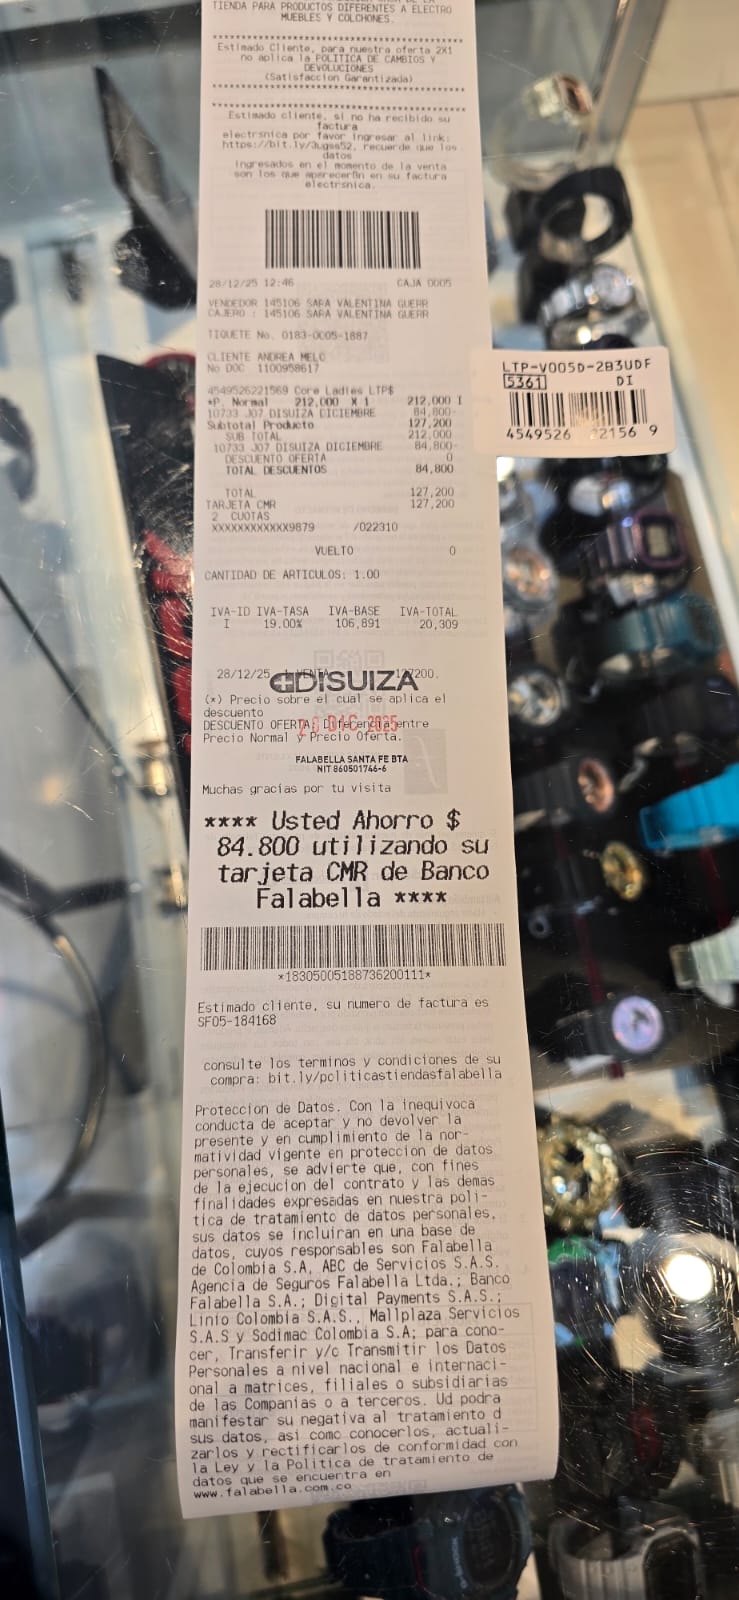 TIENDA PARA PRODUCTOS DIFERENTES A ELECTRO
MUEBLES Y COLCHONES.
****************************************
Estimado Cliente, para nuestra oferta 2X1
no aplica la POLITICA DE CAMBIOS Y
DEVOLUCIONES
(Satisfaccion Garantizada)
****************************************
****************************************
Estimado cliente, si no ha recibido su
factura
electrsnica por favor ingresar al link:
https://bit.ly/3ugss52, recuerde que los
datos
ingresados en el momento de la venta
son los que aparecerßn en su factura
electrsnica.
28/12/25 12:46 CAJA 0005
VENDEDOR 145106 SARA VALENTINA GUERR
CAJERO : 145106 SARA VALENTINA GUERR
TIQUETE No. 0183-0005-1887
CLIENTE ANDREA MELO
No DOC 1100958617
4549526221569 Core Ladies LTP$
*P. Normal 212,000 X 1 212,000 I
10733 J07 DISUIZA DICIEMBRE 84,800-
Subtotal Producto 127,200
SUB TOTAL 212,000
10733 J07 DISUIZA DICIEMBRE 84,800-
DESCUENTO OFERTA 0
TOTAL DESCUENTOS 84,800
TOTAL 127,200
TARJETA CMR 127,200
2 CUOTAS
XXXXXXXXXXXX9879 /022310
VUELTO 0
CANTIDAD DE ARTICULOS: 1.00
IVA-ID IVA-TASA IVA-BASE IVA-TOTAL
I 19.00% 106,891 20,309
28/12/25 1 VENTA 127200.
DISUIZA
(*) Precio sobre el cual se aplica el
descuento
DESCUENTO OFERTA: Diferencia entre
DIC 2025
Precio Normal y Precio Oferta.
FALABELLA SANTA FE BTA
NIT 860501746-6
Muchas gracias por tu visita
**** Usted Ahorro $
84.800 utilizando su
tarjeta CMR de Banco
Falabella ****
*18305005188736200111*
Estimado cliente, su numero de factura es
SF05-184168
consulte los terminos y condiciones de su
compra: bit.ly/politicastiendasfalabella
Proteccion de Datos. Con la inequivoca
conducta de aceptar y no devolver la
presente y en cumplimiento de la nor-
matividad vigente en proteccion de datos
personales, se advierte que, con fines
de la ejecucion del contrato y las demas
finalidades expresadas en nuestra poli-
tica de tratamiento de datos personales,
sus datos se incluiran en una base de
datos, cuyos responsables son Falabella
de Colombia S.A, ABC de Servicios S.A.S.
Agencia de Seguros Falabella Ltda.; Banco
Falabella S.A.; Digital Payments S.A.S.;
Linio Colombia S.A.S., Mallplaza Servicios
S.A.S y Sodimac Colombia S.A; para cono-
cer, Transferir y/o Transmitir los Datos
Personales a nivel nacional e internaci-
onal a matrices, filiales o subsidiarias
de las Companias o a terceros. Ud podra
manifestar su negativa al tratamiento d
sus datos, asi como conocerlos, actuali-
zarlos y rectificarlos de conformidad con
la Ley y la Politica de tratamiento de
datos que se encuentra en
www.falabella.com.co
LTP-V005D-2B3UDF
5361 DI
4549526 22156 9